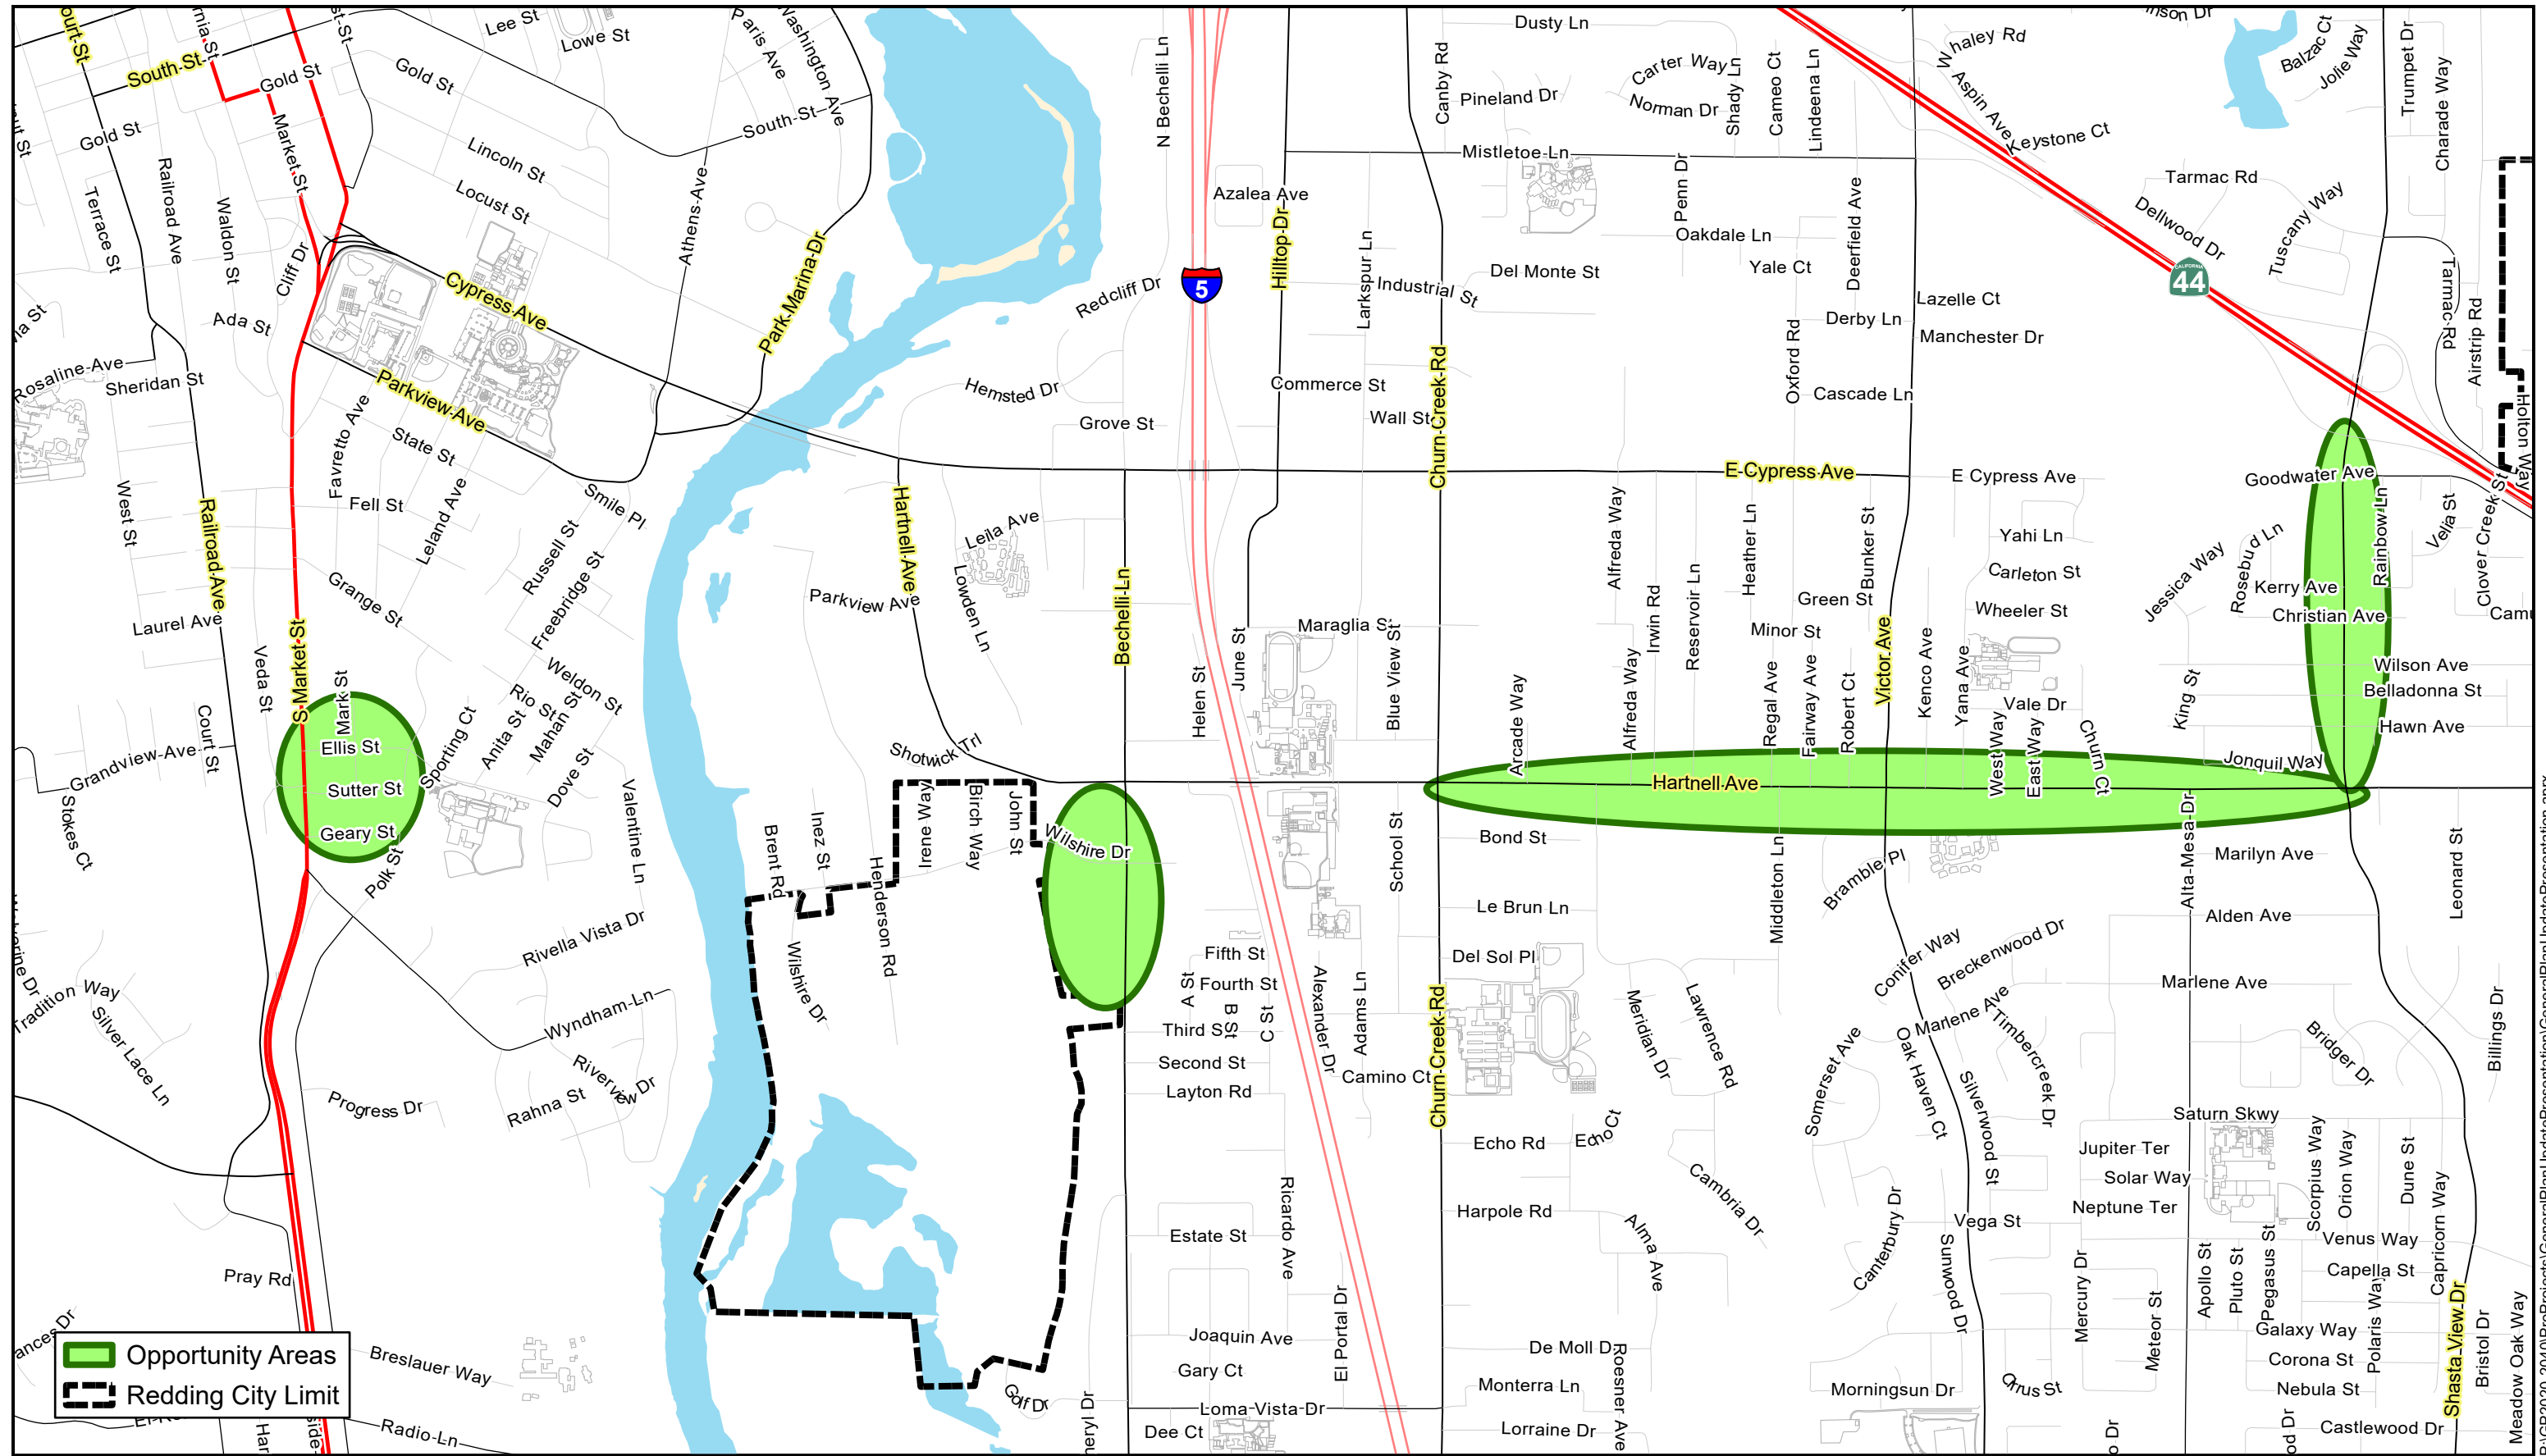 South St
Gold St
Lee St
Lowe St
Gold St
Paris Ave
Washington Ave
South-St
N Bechelli Ln
Dusty Ln
Canby Rd
Pineland Dr
Carter Way
Norman Dr
Shady Ln
Cameo Ct
Lindeena Ln
Whaley Rd
W Aspin Ave
Keystone Ct
Balzac Ct
Jolie Way
Trumpet Dr
Charade Way
Gold St
Market St
Railroad Ave
Terrace St
Waldon St
Cliff Dr
Lincoln St
Locust St
Athens-Ave
Park-Marina-Dr
Mistletoe-Ln
Azalea Ave
Hilltop-Dr
Penn Dr
Oakdale Ln
Deerfield Ave
Yale Ct
Tarmac Rd
Dellwood Dr
Tuscany Way
Cypress-Ave
Redcliff Dr
5
Larkspur Ln
Industrial St
Del Monte St
Lazelle Ct
CALIFORNIA
44
Tarmac-Rd
Airstrip Rd
Ada St
Derby Ln
Manchester Dr
Oxford Rd
Rosaline-Ave
Sheridan St
Parkview-Ave
Hemsted Dr
Commerce St
Cascade Ln
Wall St
Churn-Creek-Rd
Holton-Way
Grove St
Favretto Ave
State St
E-Cypress-Ave
E Cypress Ave
Goodwater Ave
Rainbow-Ln
West St
Railroad-Ave
Fell St
Leland Ave
Smile Pl
Hartnell-Ave
Leila Ave
Lowden Ln
Bechelli-Ln
Alfreda Way
Heather Ln
Bunker St
Yahi Ln
Carleton St
Wheeler St
Jessica Way
Rosebud Ln
Velia St
Clover Creek-St
Kerry Ave
Christian Ave
Laurel Ave
Grange St
Russell St
Freebridge St
Parkview Ave
Maraglia St
Irwin Rd
Reservoir Ln
Green St
Minor St
Victor-Ave
Kenco Ave
Yana Ave
Wilson Ave
Belladonna St
Hawn Ave
Veda St
S-Market-St
Mark St
Weldon St
Rio St
Anita St
Mahan St
Dove St
Sporting Ct
Helen St
June St
Blue View St
Arcade Way
Alfreda Way
Regal Ave
Fairway Ave
Robert Ct
Vale Dr
West-Way
East-Way
Churn Ct
King St
Jonquil Way
Court St
Grandview-Ave
Ellis St
Sutter St
Geary St
Shotwick Trl
Hartnell-Ave
Stokes Ct
Polk St
Valentine Ln
Brent Rd
Inez St
Henderson Rd
Irene Way
Birch Way
John St
Wilshire Dr
School St
Bond St
Middleton Ln
Bramble Pl
Alta-Mesa-Dr
Marilyn Ave
Leonard St
Le Brun Ln
Alden Ave
Rivella Vista Dr
Wilshire Dr
Fifth St
Fourth St
Third St
Second St
Layton Rd
A St
B St
C St
Alexander Dr
Adams Ln
Camino Ct
Churn-Creek-Rd
Del Sol Pl
Meridian Dr
Lawrence Rd
Conifer Way
Breckenwood Dr
Marlene Ave
Marlene Ave
Timbercreek Dr
Bridger Dr
Billings Dr
Tradition Way
Silver Lace Ln
Wyndham-Ln
Riverview Dr
Rahna St
Progress Dr
Somerset Ave
Oak Haven Ct
Silverwood St
Saturn Skwy
Jupiter Ter
Solar Way
Neptune Ter
Echo Rd
Echo Ct
Harpole Rd
Cambria Dr
Alma Ave
Canterbury Dr
Vega St
Sunwood Dr
Scorpius Way
Orion Way
Dune St
Capricorn Way
Venus Way
Capella St
Estate St
Ricardo Ave
El Portal Dr
Mercury Dr
Meteor St
Apollo St
Pluto St
Pegasus St
Polaris Way
Pray Rd
Joaquin Ave
Gary Ct
De Moll Dr
Roesner Ave
Monterra Ln
Lorraine Dr
Morningsun Dr
Cirrus St
Galaxy Way
Corona St
Nebula St
Castlewood Dr
Shasta-View-Dr
Bristol Dr
Meadow Oak Way
Breslauer Way
Radio-Ln
Golf Dr
Loma-Vista-Dr
Dee Ct
Opportunity Areas
Redding City Limit